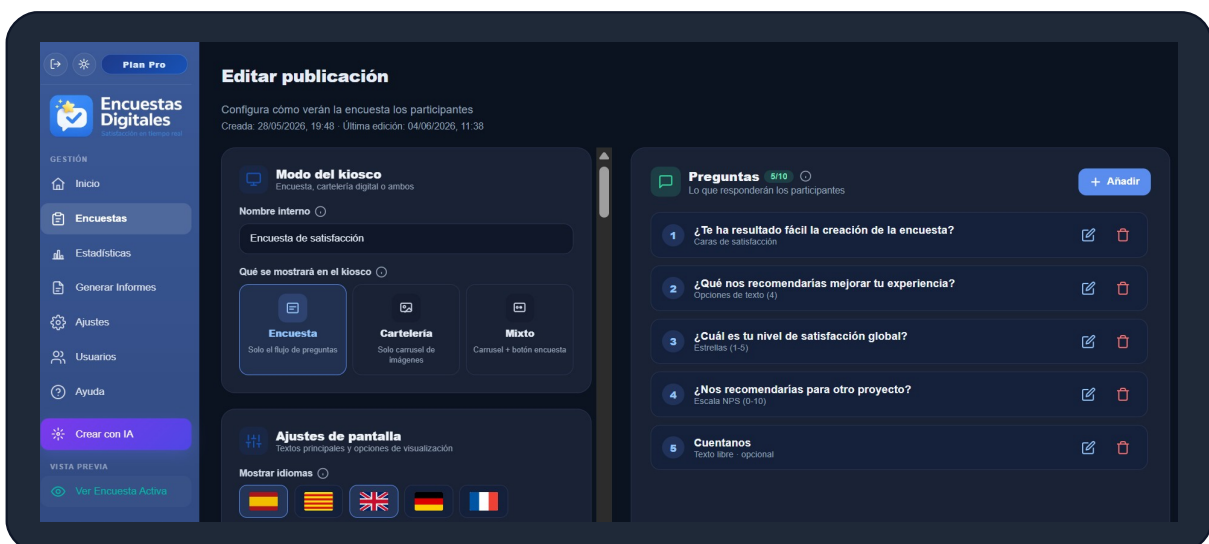 Plan Pro
Encuestas
Digitales
Satisfacción en tiempo real
GESTIÓN
Inicio
Encuestas
Estadísticas
Generar Informes
Ajustes
Usuarios
Ayuda
Crear con IA
VISTA PREVIA
Ver Encuesta Activa
Editar publicación
Configura cómo verán la encuesta los participantes
Creada: 28/05/2026, 19:48 · Última edición: 04/06/2026, 11:38
Modo del kiosco
Encuesta, cartelería digital o ambos
Nombre interno
Encuesta de satisfacción
Qué se mostrará en el kiosco
Encuesta
Solo el flujo de preguntas
Cartelería
Solo carrusel de
imágenes
Mixto
Carrusel + botón encuesta
Ajustes de pantalla
Textos principales y opciones de visualización
Mostrar idiomas
Preguntas 5/10
Lo que responderán los participantes
+ Añadir
1 ¿Te ha resultado fácil la creación de la encuesta?
Caras de satisfacción
2 ¿Qué nos recomendarías mejorar tu experiencia?
Opciones de texto (4)
3 ¿Cuál es tu nivel de satisfacción global?
Estrellas (1-5)
4 ¿Nos recomendarías para otro proyecto?
Escala NPS (0-10)
5 Cuentanos
Texto libre · opcional